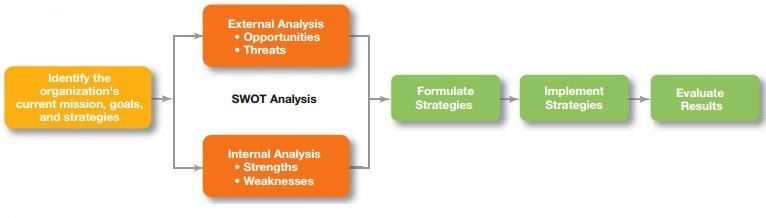 Identify the
organization's
current mission, goals,
and strategies
External Analysis
• Opportunities
• Threats
SWOT Analysis
Internal Analysis
• Strengths
• Weaknesses
Formulate
Strategies
Implement
Strategies
Evaluate
Results